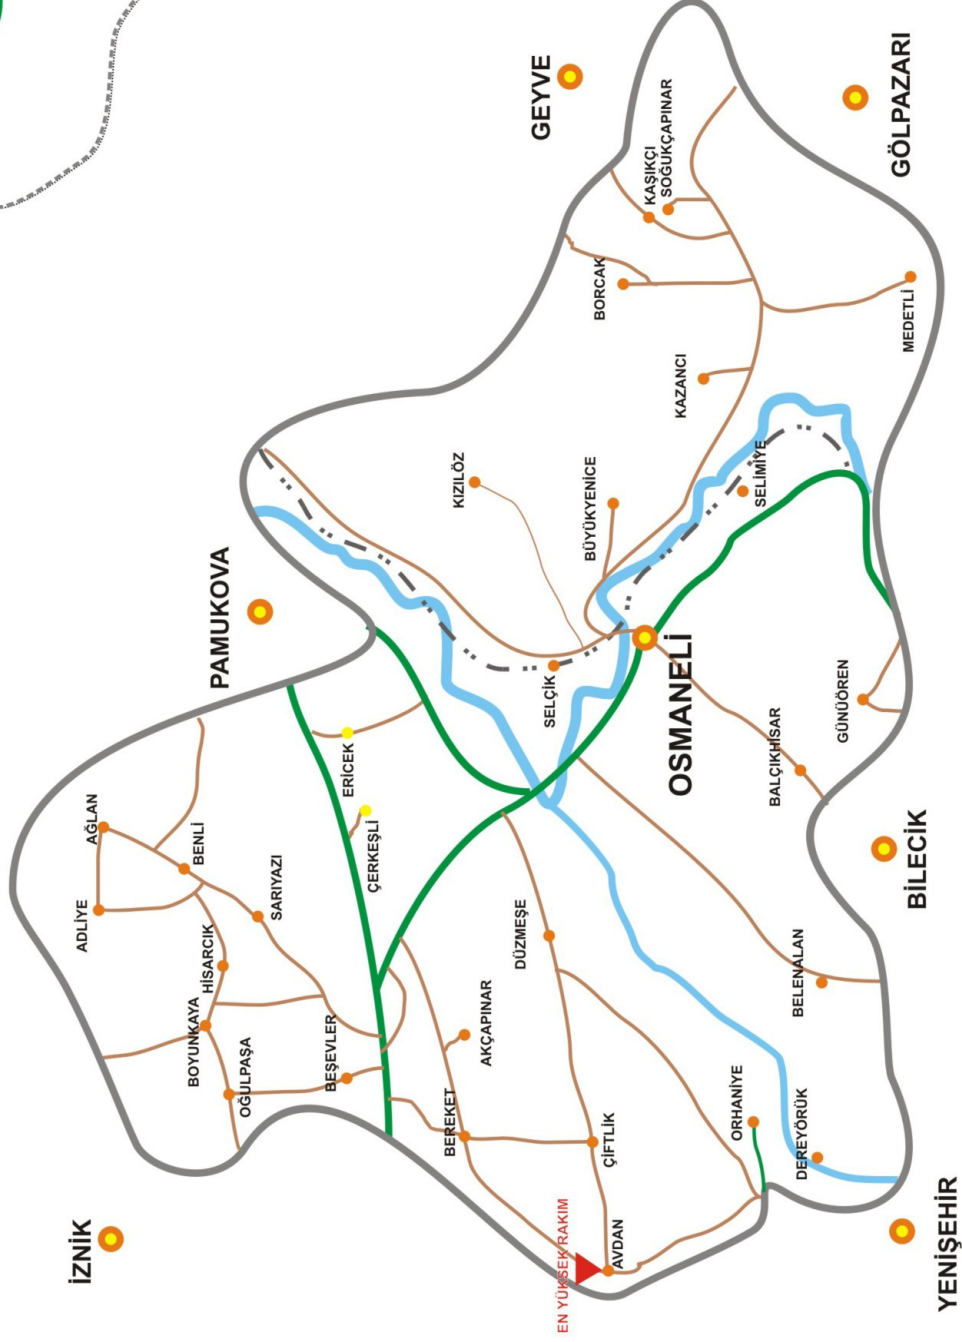 İZNİK
PAMUKOVA
GEYVE
GÖLPAZARI
YENİŞEHİR
BİLECİK
OSMANELİ
ADLİYE
AĞLAN
BENLİ
SARIYAZI
HİSARCIK
BOYUNKAYA
OĞULPAŞA
BEŞEVLER
ERİCEK
ÇERKEŞLİ
AKÇAPINAR
BEREKET
DÜZMEŞE
ÇİFTLİK
EN YÜKSEK RAKIM
AVDAN
ORHANİYE
DEREYÖRÜK
BELENALAN
BALÇIKHİSAR
GÜNÜÖREN
SELÇİK
KIZILÖZ
BÜYÜKYENİCE
SELİMİYE
KAZANCI
BORCAK
KAŞIKÇI
SOĞUKÇAPINAR
MEDETLİ